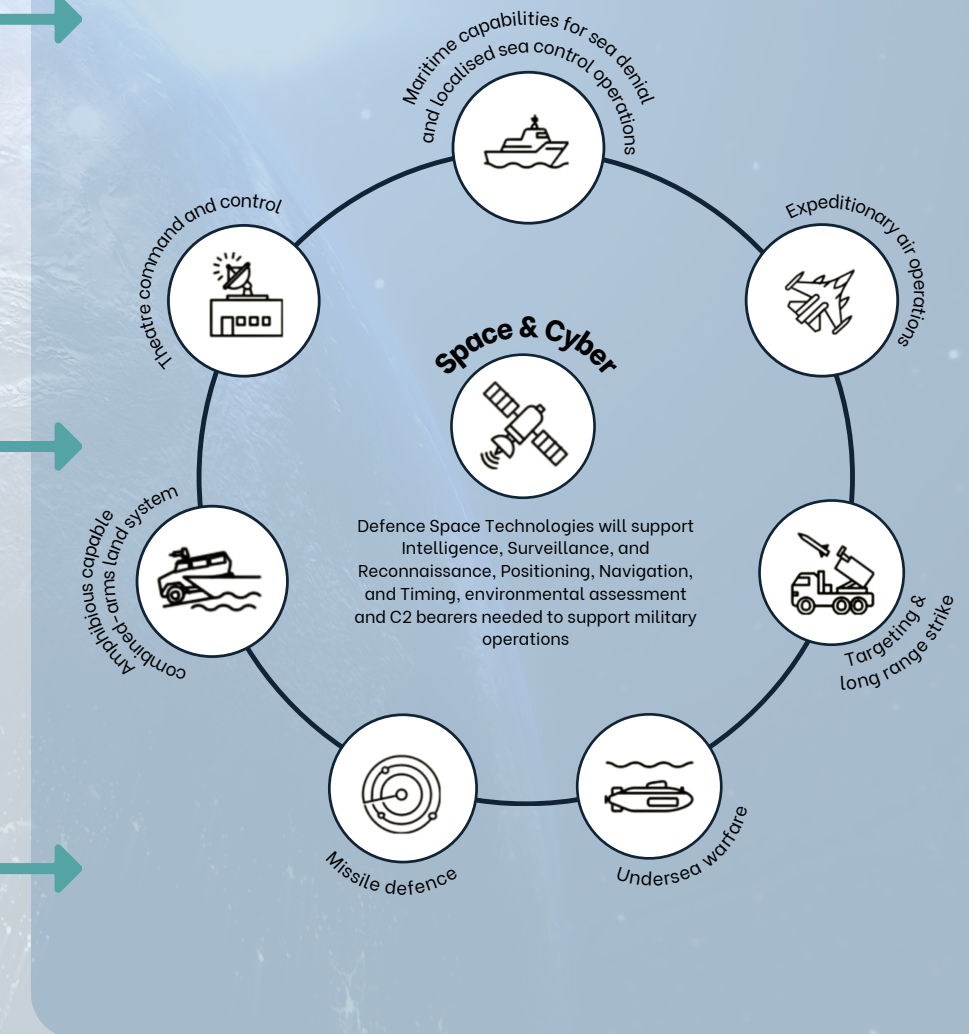 Maritime capabilities for sea denial
and localised sea control operations
Expeditionary air operations
Theatre command and control
Space & Cyber
Defence Space Technologies will support
Intelligence, Surveillance, and
Reconnaissance, Positioning, Navigation,
and Timing, environmental assessment
and C2 bearers needed to support military
operations
Amphibious capable
combined-arms land system
Targeting &
long range strike
Missile defence
Undersea warfare